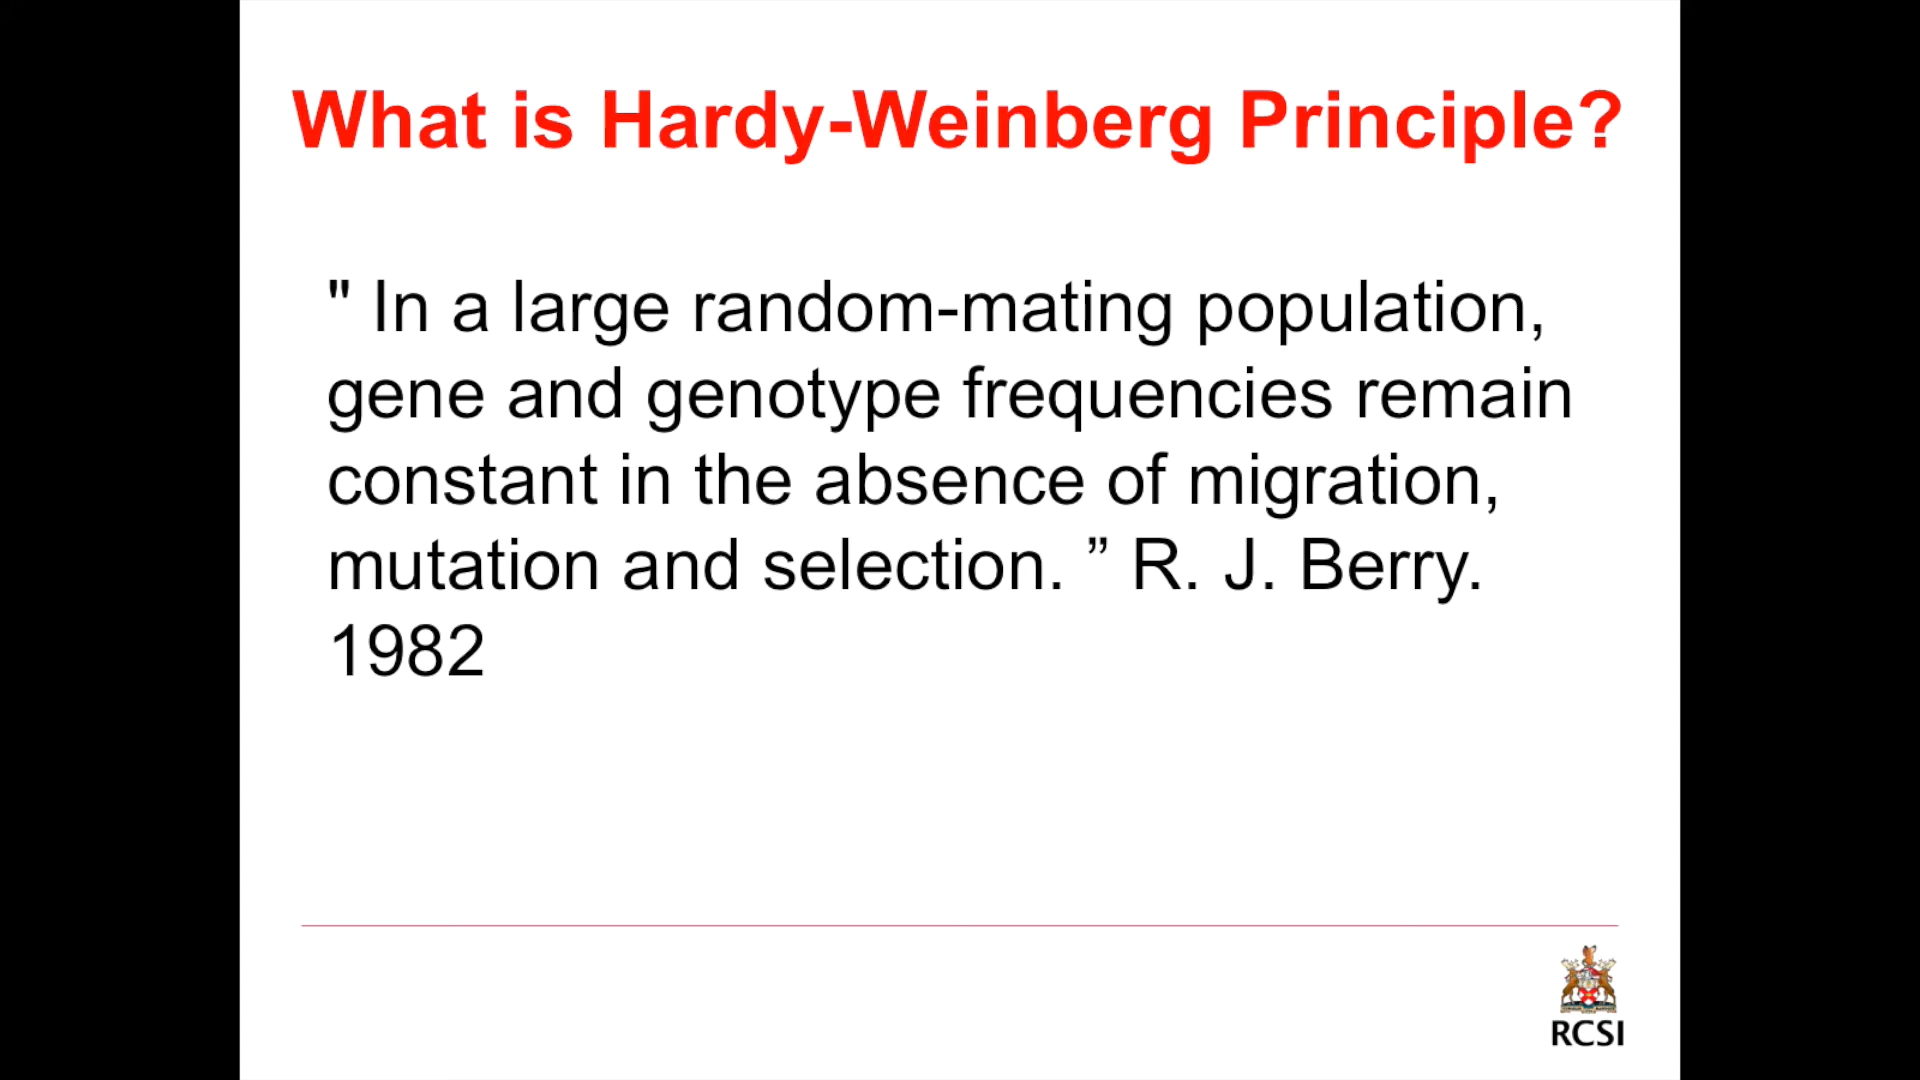 What is Hardy-Weinberg Principle?
" In a large random-mating population,
gene and genotype frequencies remain
constant in the absence of migration,
mutation and selection. ” R. J. Berry.
1982
RCSI